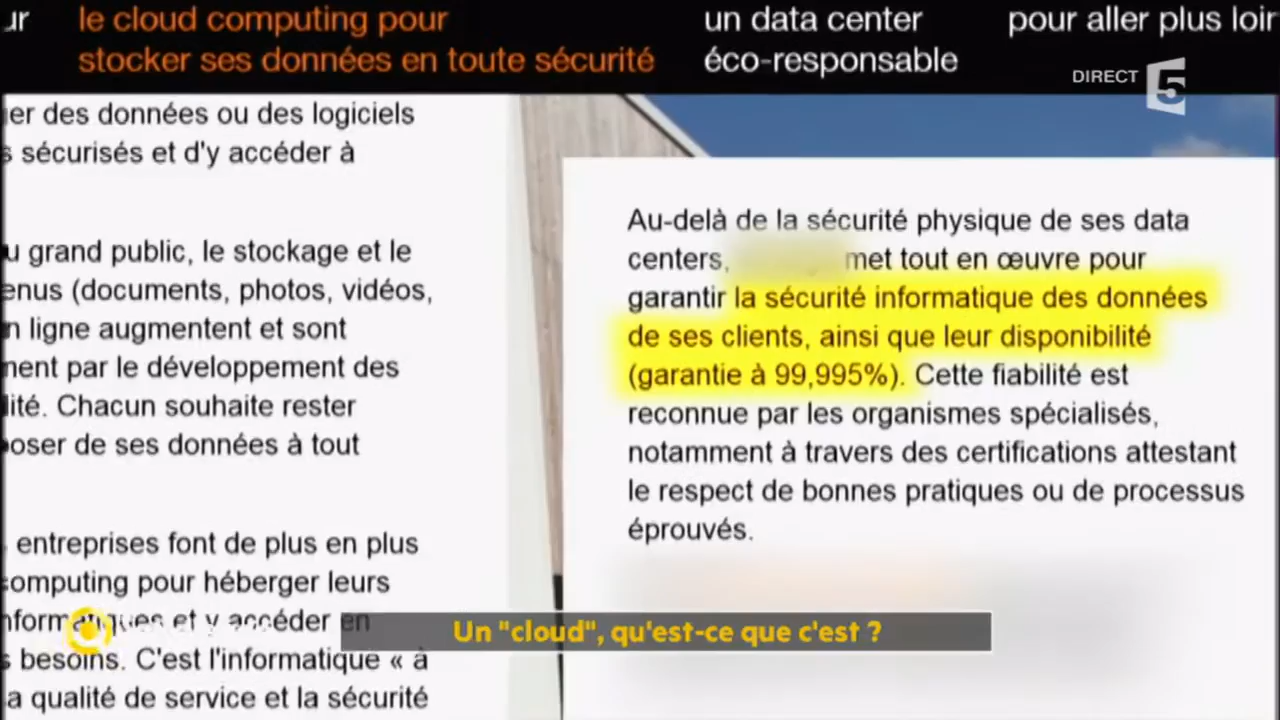 le cloud computing pour
stocker ses données en toute sécurité
un data center
éco-responsable
pour aller plus loin
DIRECT 5
des données ou des logiciels
sécurisés et d'y accéder à
grand public, le stockage et le
(documents, photos, vidéos,
ligne augmentent et sont
par le développement des
Chacun souhaite rester
de ses données à tout
entreprises font de plus en plus
computing pour héberger leurs
informatiques et y accéder en
besoins. C'est l'informatique « à
la qualité de service et la sécurité
Au-delà de la sécurité physique de ses data
centers, met tout en œuvre pour
garantir la sécurité informatique des données
de ses clients, ainsi que leur disponibilité
(garantie à 99,995%). Cette fiabilité est
reconnue par les organismes spécialisés,
notamment à travers des certifications attestant
le respect de bonnes pratiques ou de processus
éprouvés.
Un "cloud", qu'est-ce que c'est ?